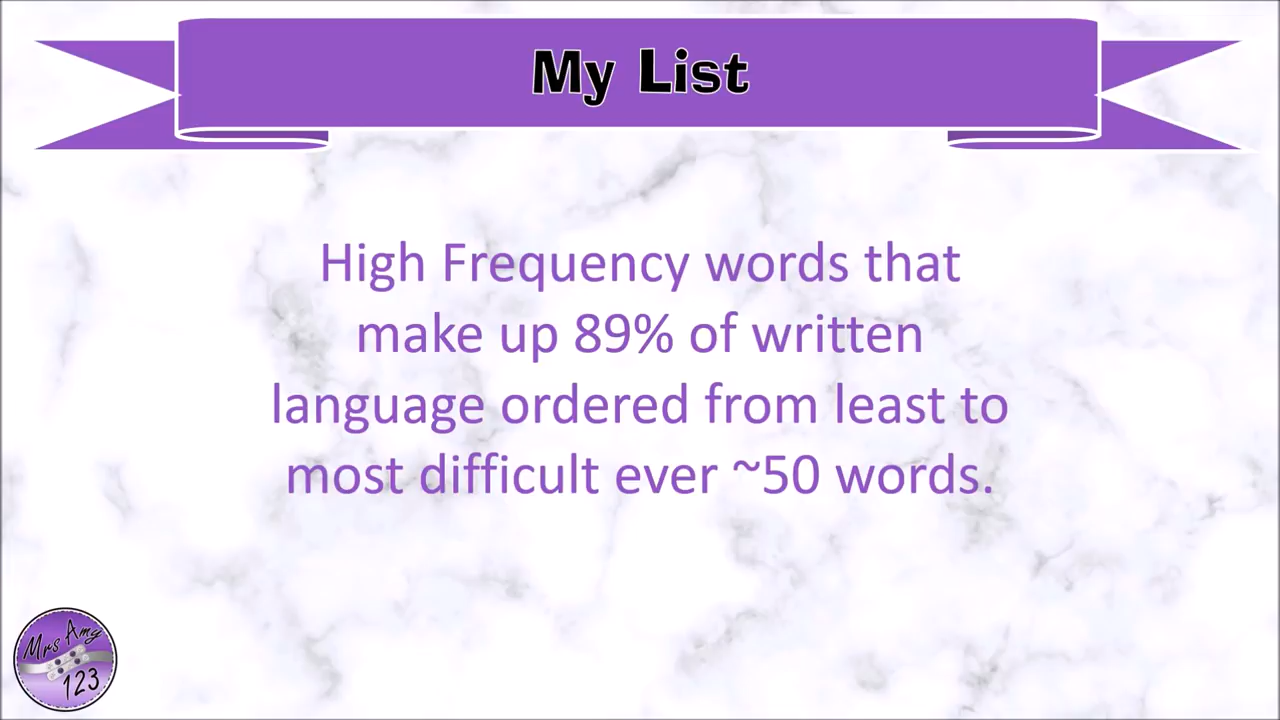 My List
High Frequency words that
make up 89% of written
language ordered from least to
most difficult ever ~50 words.
Mrs Amy
123